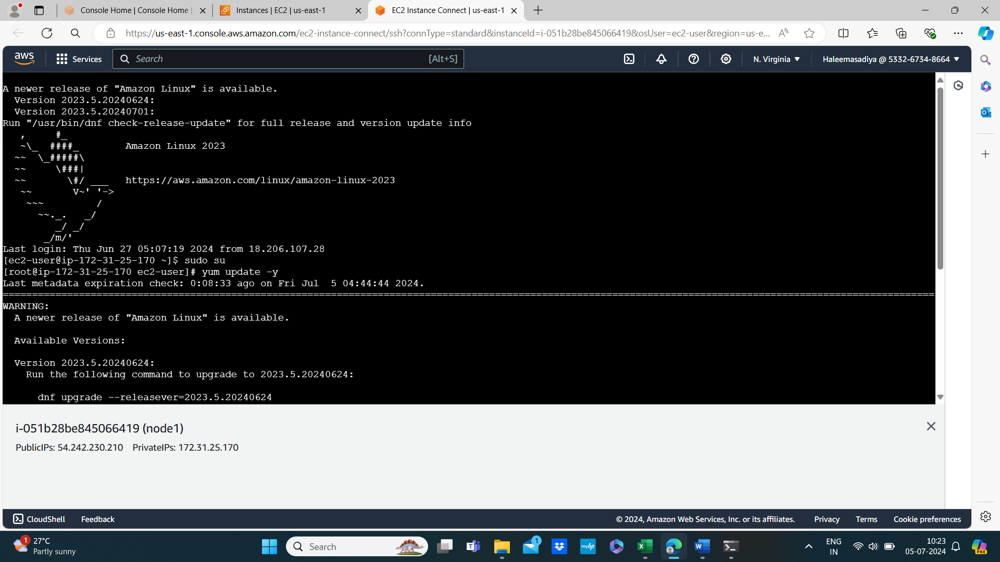 Console Home | Console Home |
Instances | EC2 | us-east-1
EC2 Instance Connect | us-east-1
https://us-east-1.console.aws.amazon.com/ec2-instance-connect/ssh?connType=standard&instanceId=i-051b28be845066419&osUser=ec2-user&region=us-e...
aws
Services
Search
[Alt+S]
N. Virginia
Haleemasadiya @ 5332-6734-8664
A newer release of "Amazon Linux" is available.
  Version 2023.5.20240624:
  Version 2023.5.20240701:
Run "/usr/bin/dnf check-release-update" for full release and version update info
   ,     #_
   ~\_  ####_        Amazon Linux 2023
  ~~  \_#####\
  ~~     \###|
  ~~       \#/ ___   https://aws.amazon.com/linux/amazon-linux-2023
   ~~       V~' '->
    ~~~         /
      ~~._.   _/
         _/ _/
       _/m/'
Last login: Thu Jun 27 05:07:19 2024 from 18.206.107.28
[ec2-user@ip-172-31-25-170 ~]$ sudo su
[root@ip-172-31-25-170 ec2-user]# yum update -y
Last metadata expiration check: 0:08:33 ago on Fri Jul  5 04:44:44 2024.
===============================================================================================================================================================
WARNING:
  A newer release of "Amazon Linux" is available.
  Available Versions:
  Version 2023.5.20240624:
    Run the following command to upgrade to 2023.5.20240624:
      dnf upgrade --releasever=2023.5.20240624
i-051b28be845066419 (node1)
PublicIPs: 54.242.230.210    PrivateIPs: 172.31.25.170
CloudShell
Feedback
© 2024, Amazon Web Services, Inc. or its affiliates.
Privacy
Terms
Cookie preferences
1
27°C
Partly sunny
Search
1
myhp
ENG
IN
10:23
05-07-2024
PRE